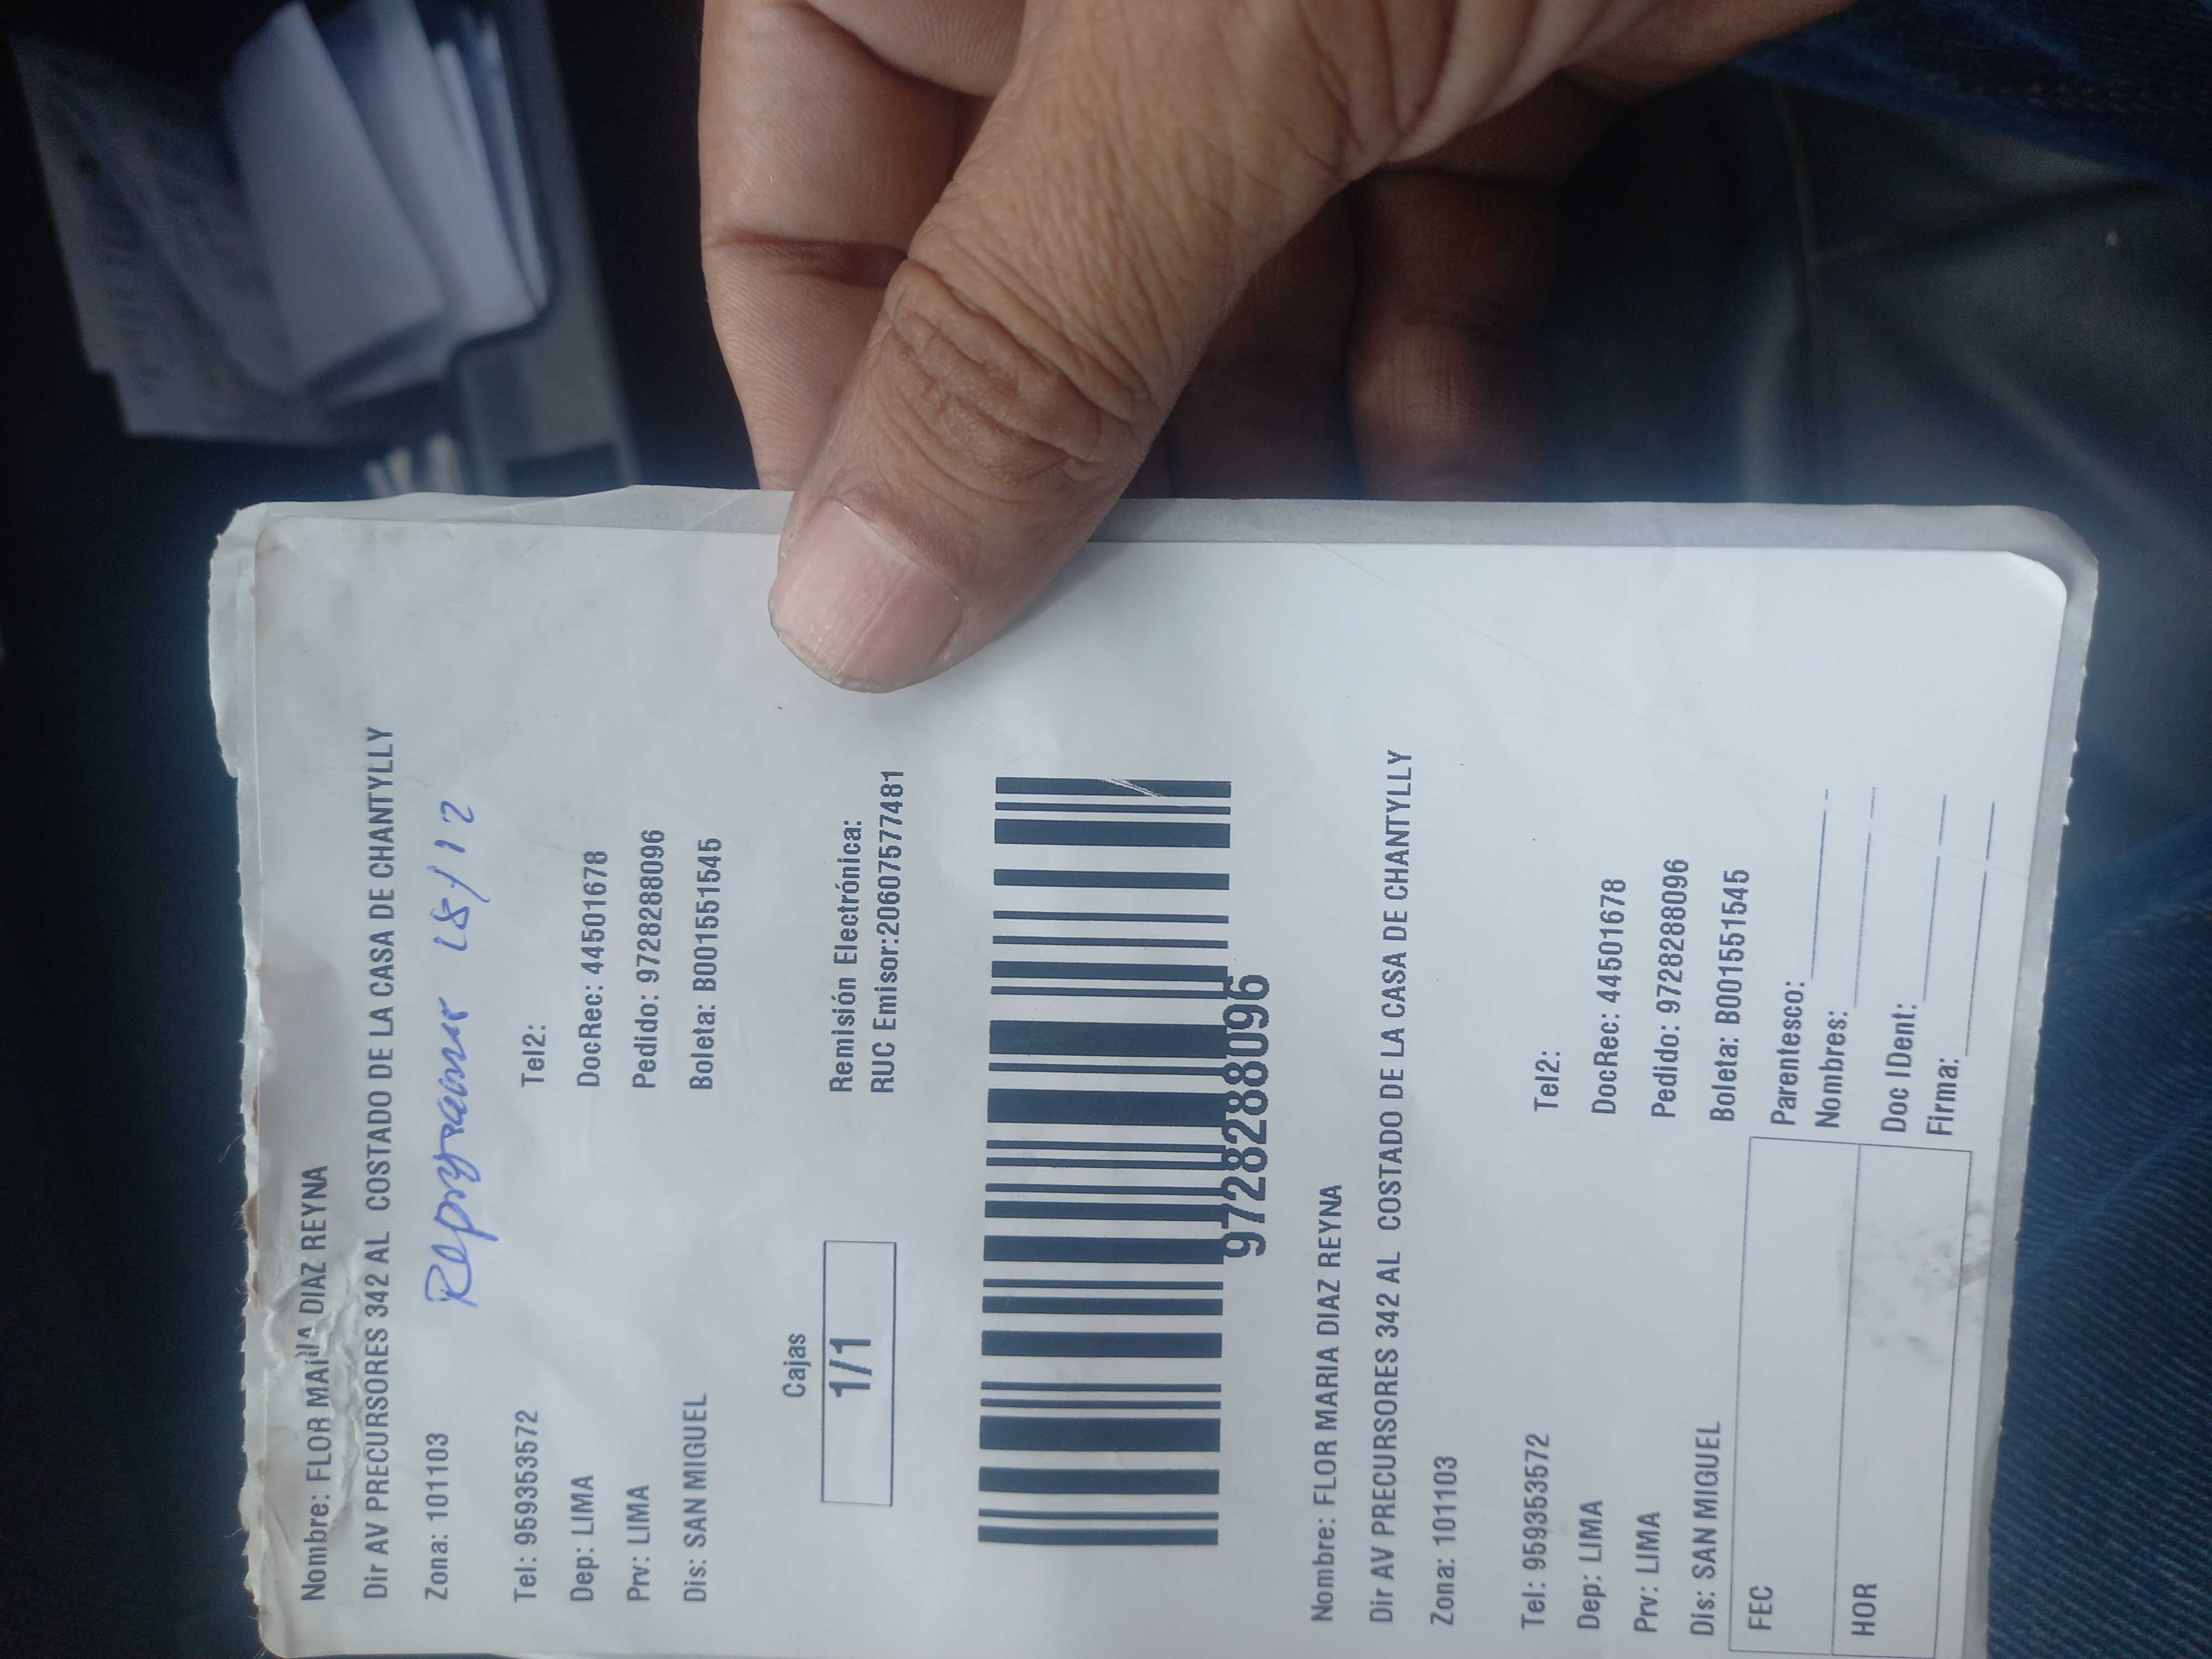 Nombre: FLOR MARIA DIAZ REYNA
Dir AV PRECURSORES 342 AL COSTADO DE LA CASA DE CHANTYLLY
Zona: 101103
Tel: 959353572 Tel2:
Dep: LIMA DocRec: 44501678
Prv: LIMA Pedido: 9728288096
Dis: SAN MIGUEL Boleta: B001551545
Cajas
1/1
Remisión Electrónica:
RUC Emisor:20607577481
9728288096
Nombre: FLOR MARIA DIAZ REYNA
Dir AV PRECURSORES 342 AL COSTADO DE LA CASA DE CHANTYLLY
Zona: 101103
Tel: 959353572 Tel2:
Dep: LIMA DocRec: 44501678
Prv: LIMA Pedido: 9728288096
Dis: SAN MIGUEL Boleta: B001551545
FEC
HOR
Parentesco:
Nombres:
Doc IDent:
Firma: